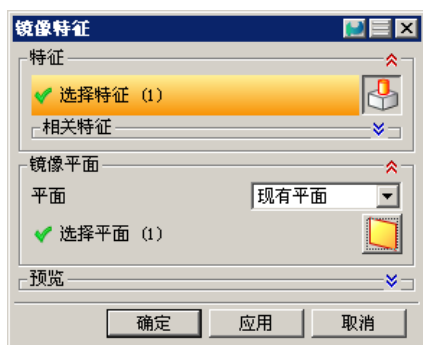 镜像特征
特征
选择特征 (1)
相关特征
镜像平面
平面 现有平面
选择平面 (1)
预览
确定 应用 取消